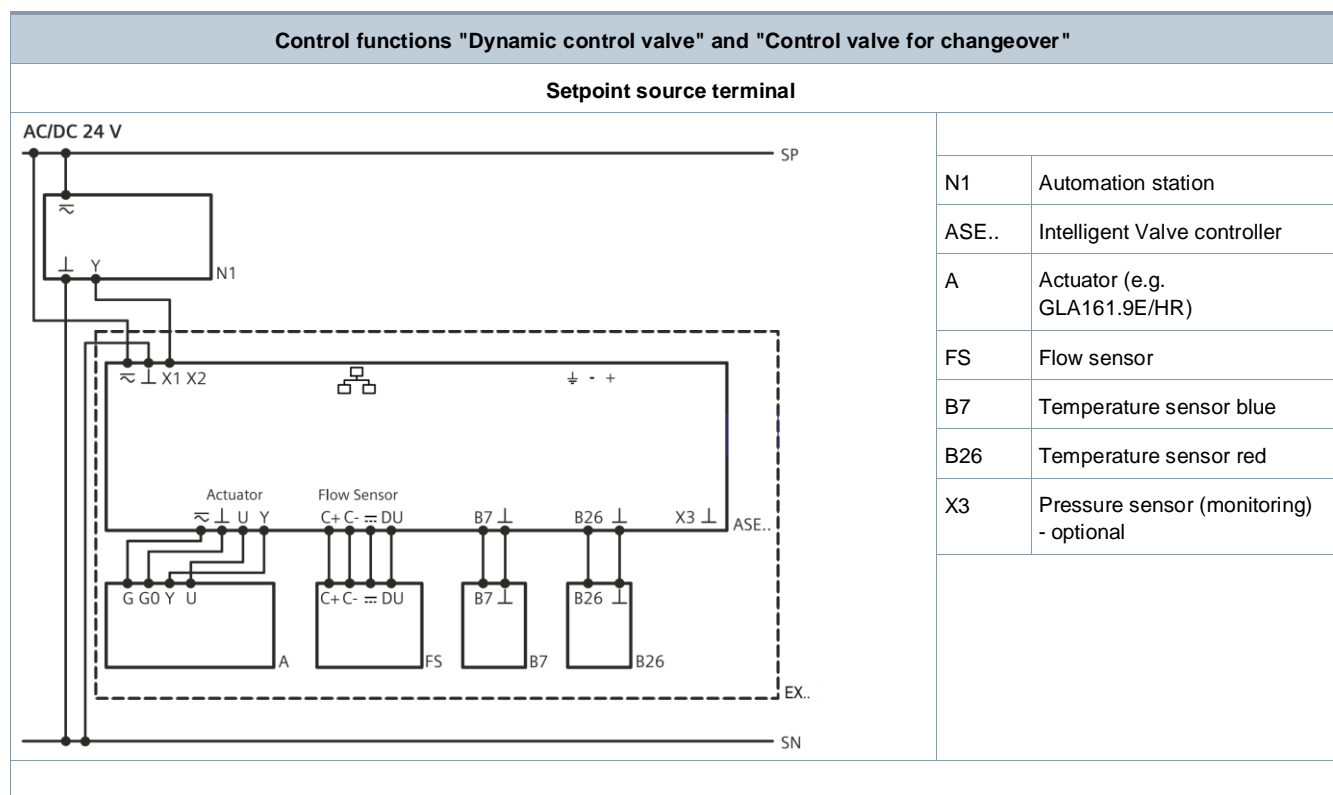 Control functions "Dynamic control valve" and "Control valve for changeover"
Setpoint source terminal
AC/DC 24 V
SP
N1 Automation station
ASE.. Intelligent Valve controller
A Actuator (e.g.
GLA161.9E/HR)
FS Flow sensor
B7 Temperature sensor blue
B26 Temperature sensor red
X3 Pressure sensor (monitoring)
- optional
≂
⊥ Y
N1
≂ ⊥ X1 X2
⏚ - +
Actuator Flow Sensor
≂ ⊥ U Y C+ C- ⎓ DU B7 ⊥ B26 ⊥ X3 ⊥
ASE..
G G0 Y U C+ C- ⎓ DU B7 ⊥ B26 ⊥
A FS B7 B26
EX..
SN